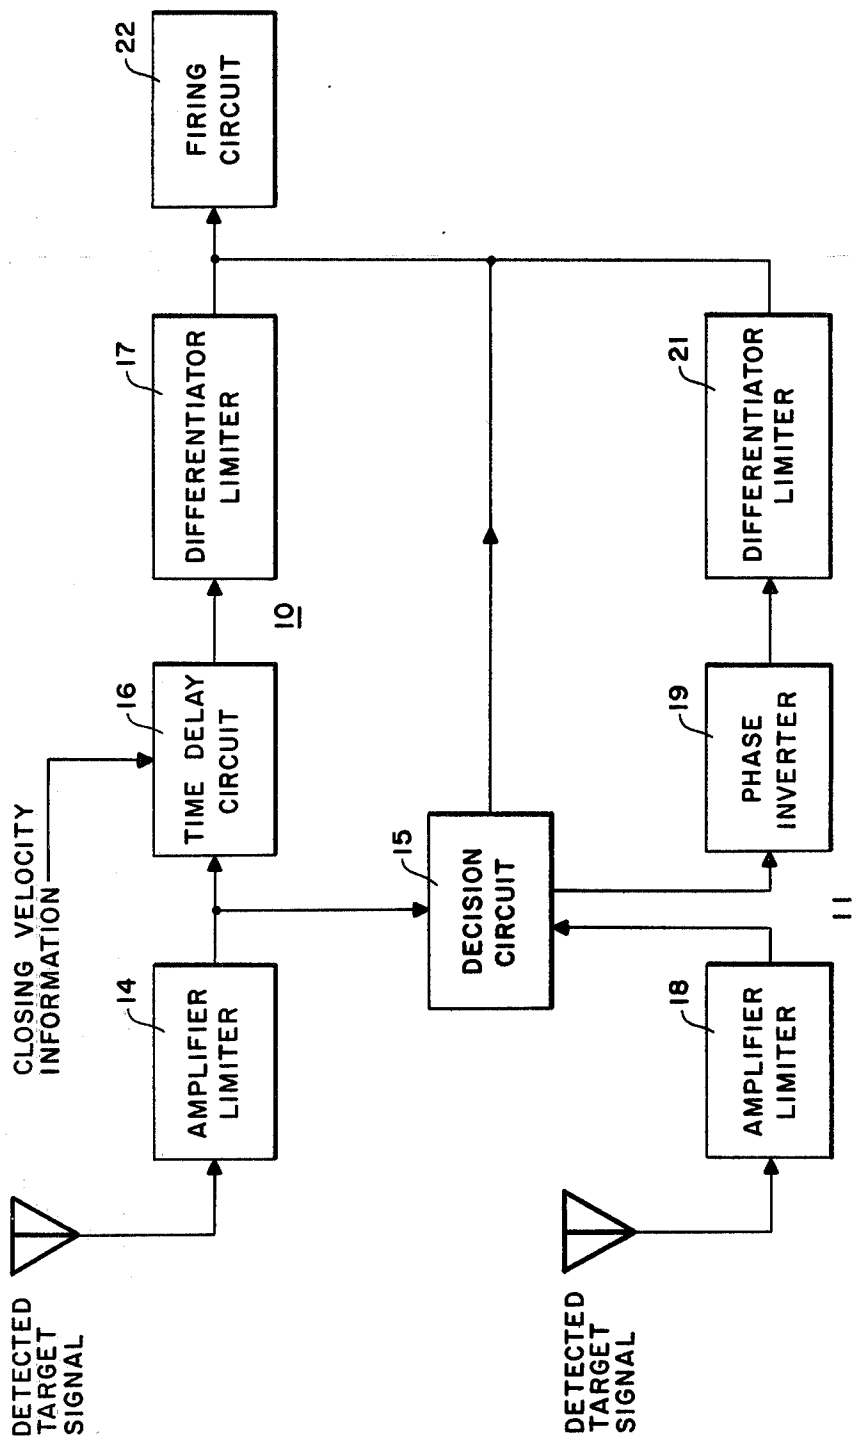 DETECTED
TARGET
SIGNAL
CLOSING VELOCITY
INFORMATION
14
AMPLIFIER
LIMITER
16
TIME DELAY
CIRCUIT
10
17
DIFFERENTIATOR
LIMITER
22
FIRING
CIRCUIT
15
DECISION
CIRCUIT
DETECTED
TARGET
SIGNAL
18
AMPLIFIER
LIMITER
11
19
PHASE
INVERTER
21
DIFFERENTIATOR
LIMITER